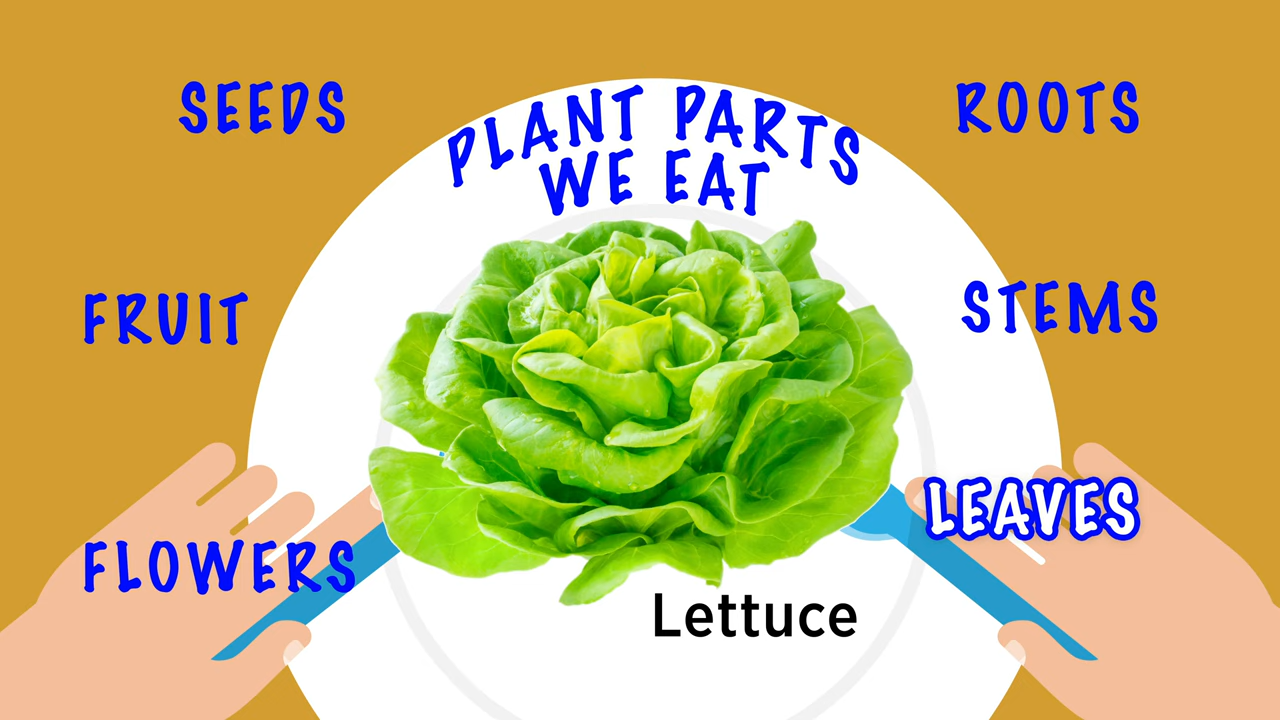 PLANT PARTS
WE EAT
SEEDS
ROOTS
FRUIT
STEMS
LEAVES
FLOWERS
Lettuce